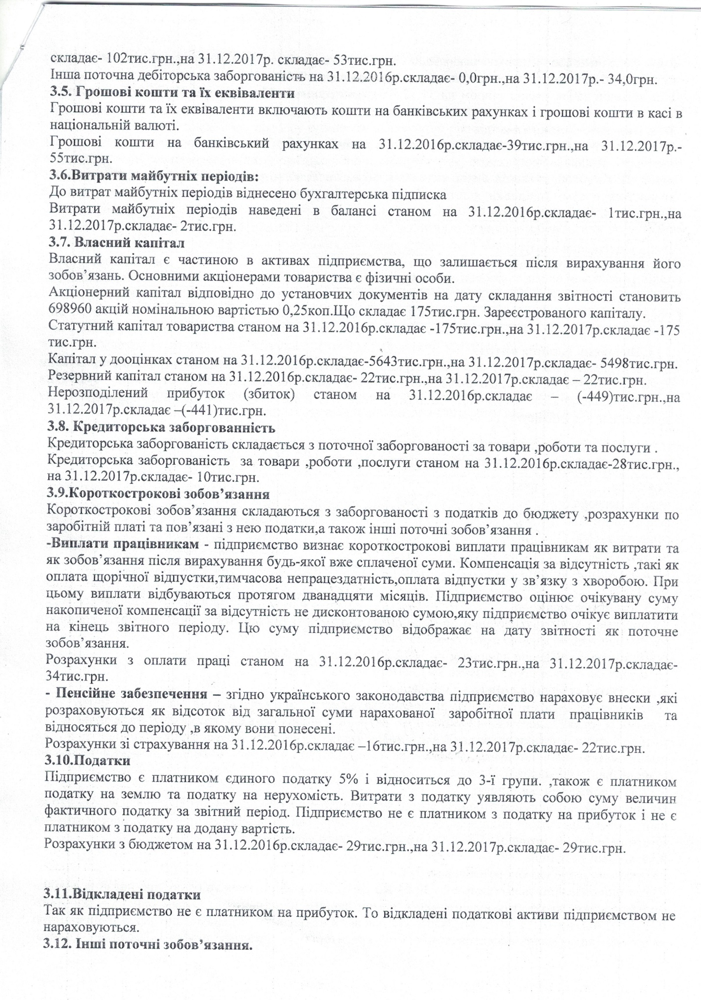 складає- 102тис.грн.,на 31.12.2017р. складає- 53тис.грн.
Інша поточна дебіторська заборгованість на 31.12.2016р.складає- 0,0грн.,на 31.12.2017р.- 34,0грн.
3.5. Грошові кошти та їх еквіваленти
Грошові кошти та їх еквіваленти включають кошти на банківських рахунках і грошові кошти в касі в
національній валюті.
Грошові кошти на банківський рахунках на 31.12.2016р.складає-39тис.грн.,на 31.12.2017р.-
55тис.грн.
3.6.Витрати майбутніх періодів:
До витрат майбутніх періодів віднесено бухгалтерська підписка
Витрати майбутніх періодів наведені в балансі станом на 31.12.2016р.складає- 1тис.грн.,на
31.12.2017р.складає- 2тис.грн.
3.7. Власний капітал
Власний капітал є частиною в активах підприємства, що залишається після вирахування його
зобов’язань. Основними акціонерами товариства є фізичні особи.
Акціонерний капітал відповідно до установчих документів на дату складання звітності становить
698960 акцій номінальною вартістью 0,25коп.Що складає 175тис.грн. Зареєстрованого капіталу.
Статутний капітал товариства станом на 31.12.2016р.складає -175тис.грн.,на 31.12.2017р.складає -175
тис.грн.
Капітал у дооцінках станом на 31.12.2016р.складає-5643тис.грн.,на 31.12.2017р.складає- 5498тис.грн.
Резервний капітал станом на 31.12.2016р.складає- 22тис.грн.,на 31.12.2017р.складає – 22тис.грн.
Нерозподілений прибуток (збиток) станом на 31.12.2016р.складає – (-449)тис.грн.,на
31.12.2017р.складає –(-441)тис.грн.
3.8. Кредиторська заборгованність
Кредиторська заборгованість складається з поточної заборгованості за товари ,роботи та послуги .
Кредиторська заборгованість за товари ,роботи ,послуги станом на 31.12.2016р.складає-28тис.грн.,
на 31.12.2017р.складає- 10тис.грн.
3.9.Короткострокові зобов’язання
Короткострокові зобов’язання складаються з заборгованості з податків до бюджету ,розрахунки по
заробітній платі та пов’язані з нею податки,а також інші поточні зобов’язання .
-Виплати працівникам - підприємство визнає короткострокові виплати працівникам як витрати та
як зобов’язання після вирахування будь-якої вже сплаченої суми. Компенсація за відсутність ,такі як
оплата щорічної відпустки,тимчасова непрацездатність,оплата відпустки у зв’язку з хворобою. При
цьому виплати відбуваються протягом дванадцяти місяців. Підприємство оцінює очікувану суму
накопиченої компенсації за відсутність не дисконтованою сумою,яку підприємство очікує виплатити
на кінець звітного періоду. Цю суму підприємство відображає на дату звітності як поточне
зобов’язання.
Розрахунки з оплати праці станом на 31.12.2016р.складає- 23тис.грн.,на 31.12.2017р.складає-
34тис.грн.
- Пенсійне забезпечення – згідно українського законодавства підприємство нараховує внески ,які
розраховуються як відсоток від загальної суми нарахованої заробітної плати працівників та
відносяться до періоду ,в якому вони понесені.
Розрахунки зі страхування на 31.12.2016р.складає –16тис.грн.,на 31.12.2017р.складає- 22тис.грн.
3.10.Податки
Підприємство є платником єдиного податку 5% і відноситься до 3-ї групи. ,також є платником
податку на землю та податку на нерухомість. Витрати з податку уявляють собою суму величин
фактичного податку за звітний період. Підприємство не є платником з податку на прибуток і не є
платником з податку на додану вартість.
Розрахунки з бюджетом на 31.12.2016р.складає- 29тис.грн.,на 31.12.2017р.складає- 29тис.грн.
3.11.Відкладені податки
Так як підприємство не є платником на прибуток. То відкладені податкові активи підприємством не
нараховуються.
3.12. Інші поточні зобов’язання.